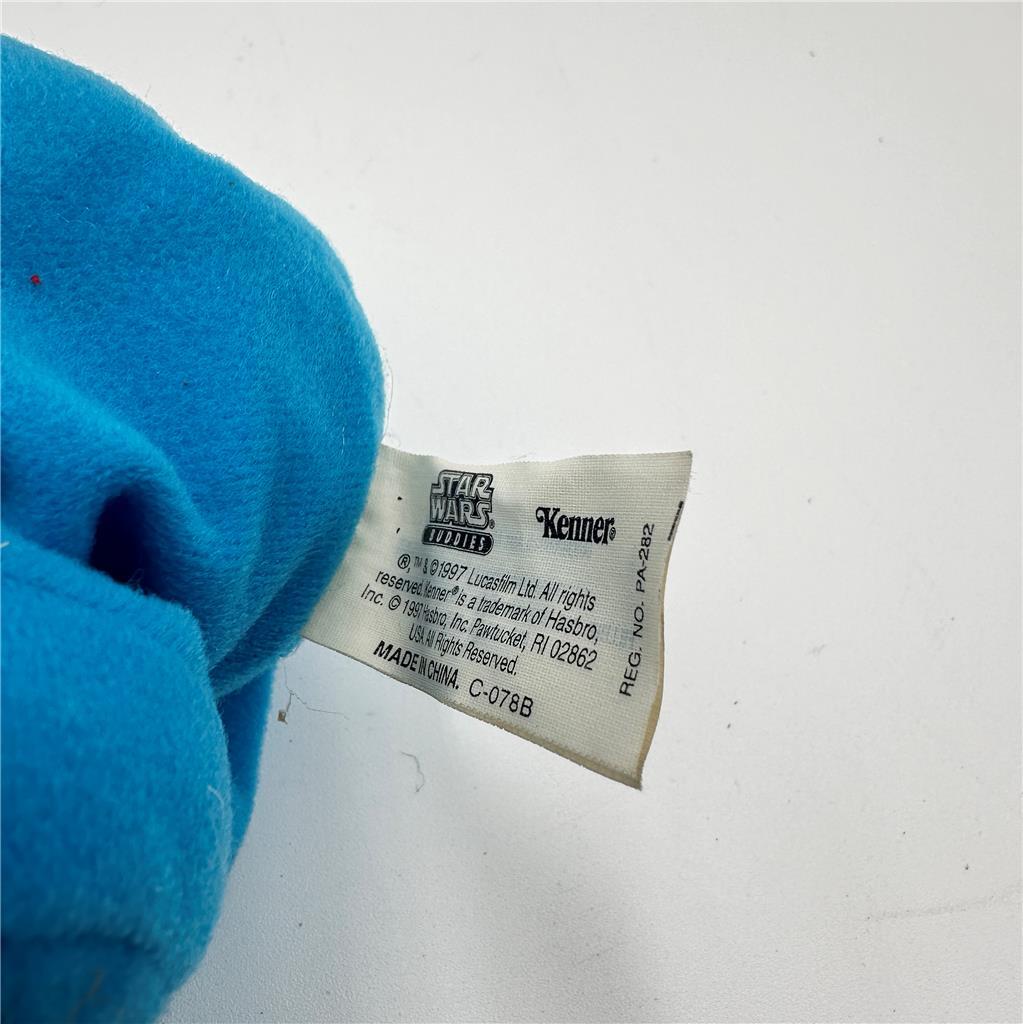 STAR
WARS®
BUDDIES
Kenner®
®, ™ & ©1997 Lucasfilm Ltd. All rights
reserved. Kenner® is a trademark of Hasbro,
Inc. © 1997 Hasbro, Inc. Pawtucket, RI 02862
USA All Rights Reserved.
MADE IN CHINA. C-078B
REG. NO. PA-282